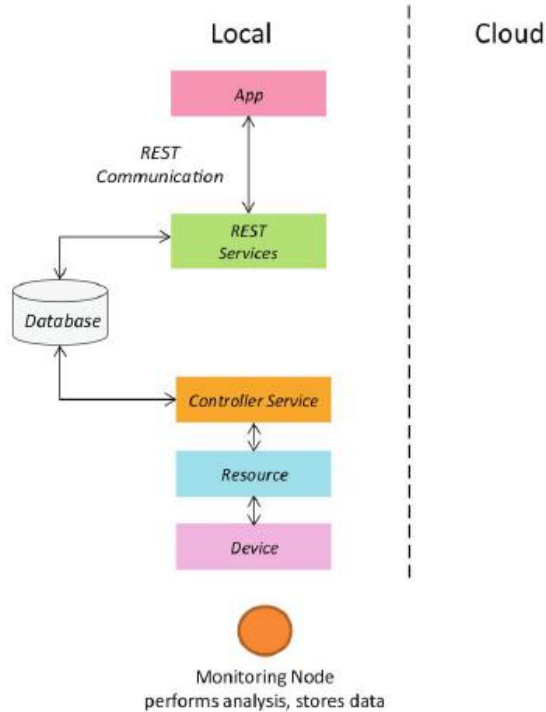 Local
Cloud
App
REST
Communication
REST
Services
Database
Controller Service
Resource
Device
Monitoring Node
performs analysis, stores data